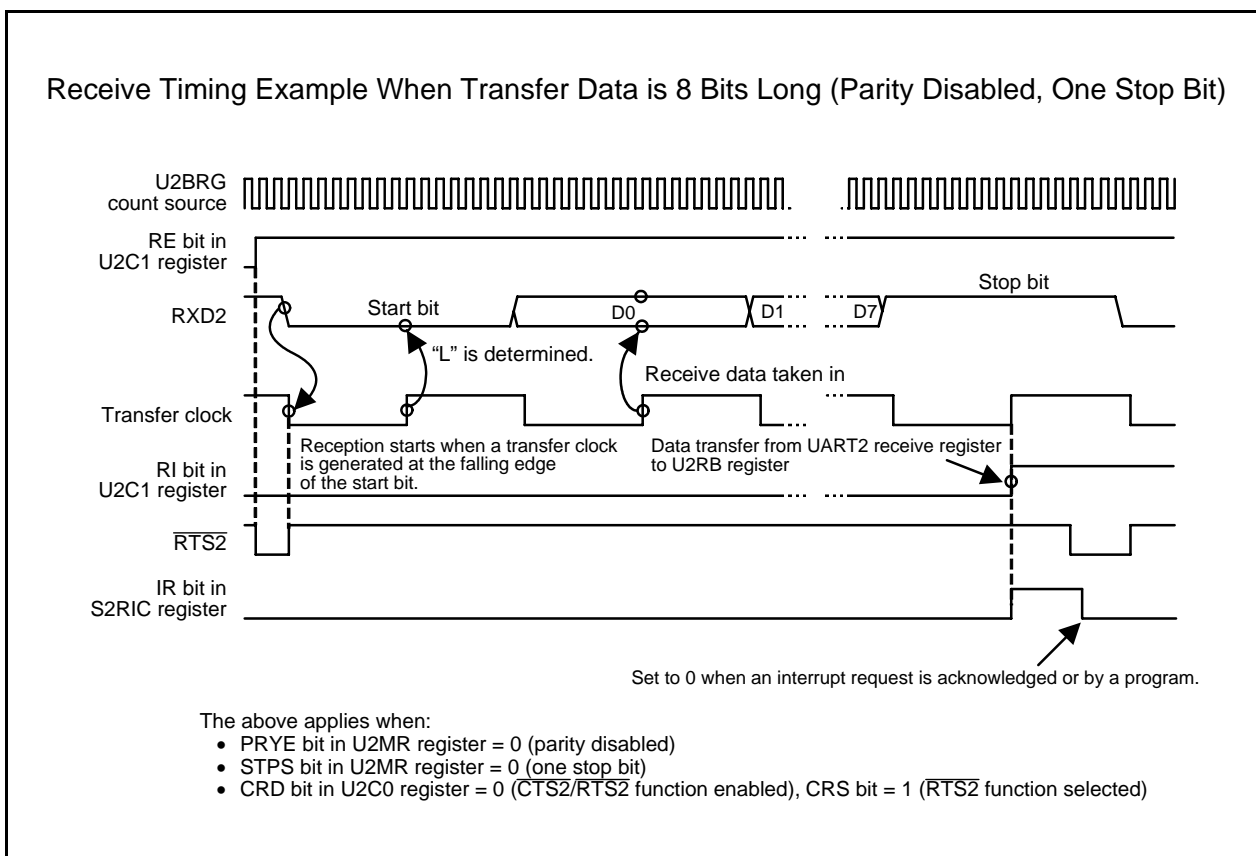 Receive Timing Example When Transfer Data is 8 Bits Long (Parity Disabled, One Stop Bit)
U2BRG
count source
RE bit in
U2C1 register
RXD2
Start bit
D0
D1
D7
Stop bit
“L” is determined.
Receive data taken in
Transfer clock
Reception starts when a transfer clock
is generated at the falling edge
of the start bit.
Data transfer from UART2 receive register
to U2RB register
RI bit in
U2C1 register
RTS2
IR bit in
S2RIC register
Set to 0 when an interrupt request is acknowledged or by a program.
The above applies when:
• PRYE bit in U2MR register = 0 (parity disabled)
• STPS bit in U2MR register = 0 (one stop bit)
• CRD bit in U2C0 register = 0 (CTS2/RTS2 function enabled), CRS bit = 1 (RTS2 function selected)